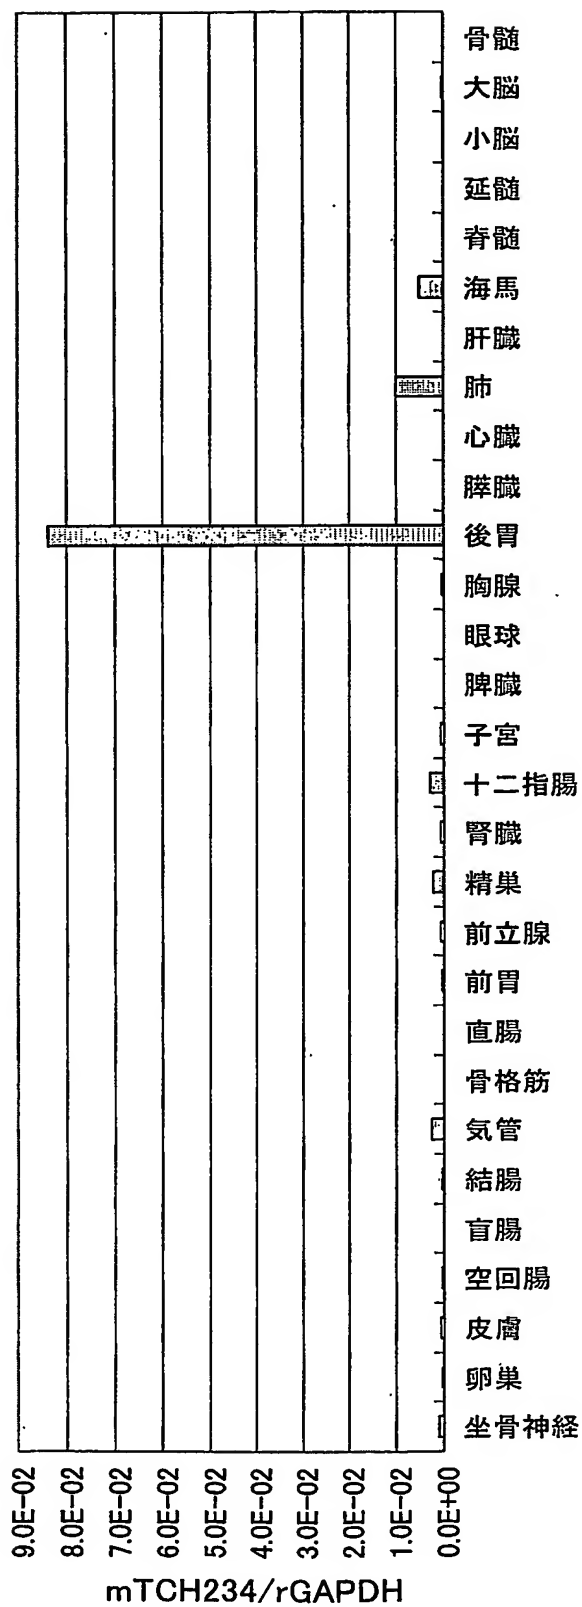 骨髄
大脳
小脳
延髄
脊髄
海馬
肝臓
肺
心臓
膵臓
後胃
胸腺
眼球
脾臓
子宮
十二指腸
腎臓
精巣
前立腺
前胃
直腸
骨格筋
気管
結腸
盲腸
空回腸
皮膚
卵巣
坐骨神経
9.0E-02
8.0E-02
7.0E-02
6.0E-02
5.0E-02
4.0E-02
3.0E-02
2.0E-02
1.0E-02
0.0E+00
mTCH234/rGAPDH